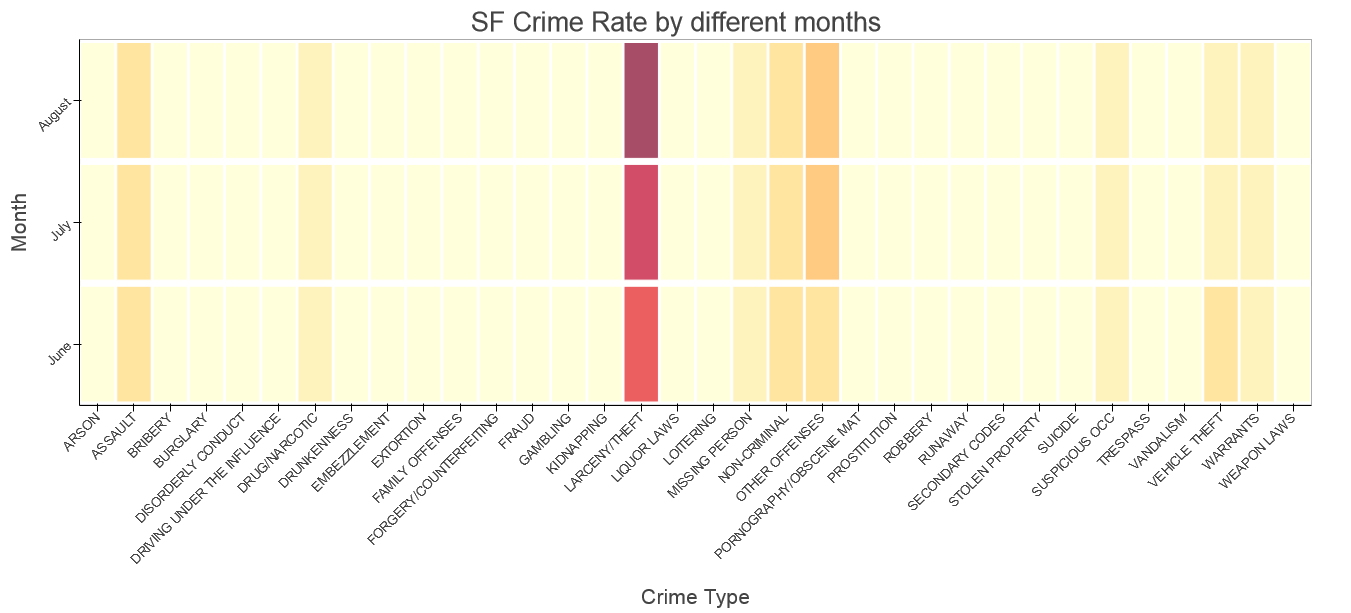 SF Crime Rate by different months
August
July
June
Month
ARSON
ASSAULT
BRIBERY
BURGLARY
DISORDERLY CONDUCT
DRIVING UNDER THE INFLUENCE
DRUG/NARCOTIC
DRUNKENNESS
EMBEZZLEMENT
EXTORTION
FAMILY OFFENSES
FORGERY/COUNTERFEITING
FRAUD
GAMBLING
KIDNAPPING
LARCENY/THEFT
LIQUOR LAWS
LOITERING
MISSING PERSON
NON-CRIMINAL
OTHER OFFENSES
PORNOGRAPHY/OBSCENE MAT
PROSTITUTION
ROBBERY
RUNAWAY
SECONDARY CODES
STOLEN PROPERTY
SUICIDE
SUSPICIOUS OCC
TRESPASS
VANDALISM
VEHICLE THEFT
WARRANTS
WEAPON LAWS
Crime Type